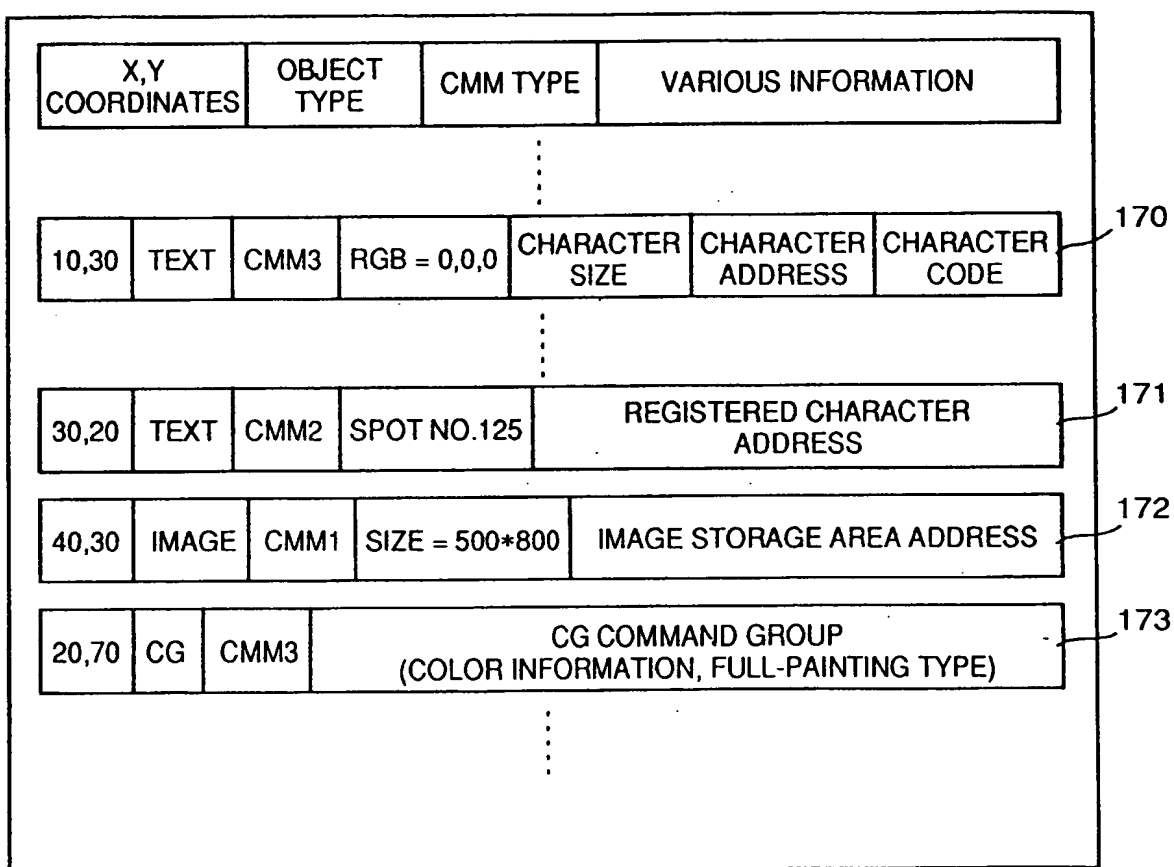 X,Y COORDINATES OBJECT TYPE CMM TYPE VARIOUS INFORMATION
10,30 TEXT CMM3 RGB = 0,0,0 CHARACTER SIZE CHARACTER ADDRESS CHARACTER CODE 170
30,20 TEXT CMM2 SPOT NO.125 REGISTERED CHARACTER ADDRESS 171
40,30 IMAGE CMM1 SIZE = 500*800 IMAGE STORAGE AREA ADDRESS 172
20,70 CG CMM3 CG COMMAND GROUP (COLOR INFORMATION, FULL-PAINTING TYPE) 173